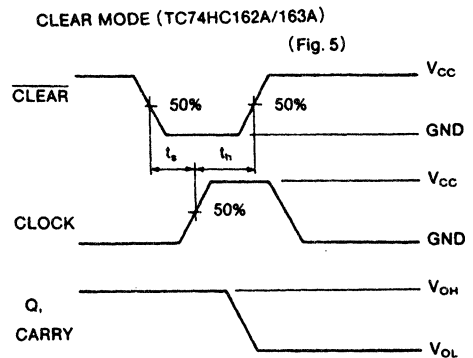 CLEAR MODE (TC74HC162A/163A)
(Fig. 5)
CLEAR
50%
50%
VCC
GND
ts
th
VCC
CLOCK
50%
GND
Q,
CARRY
VOH
VOL